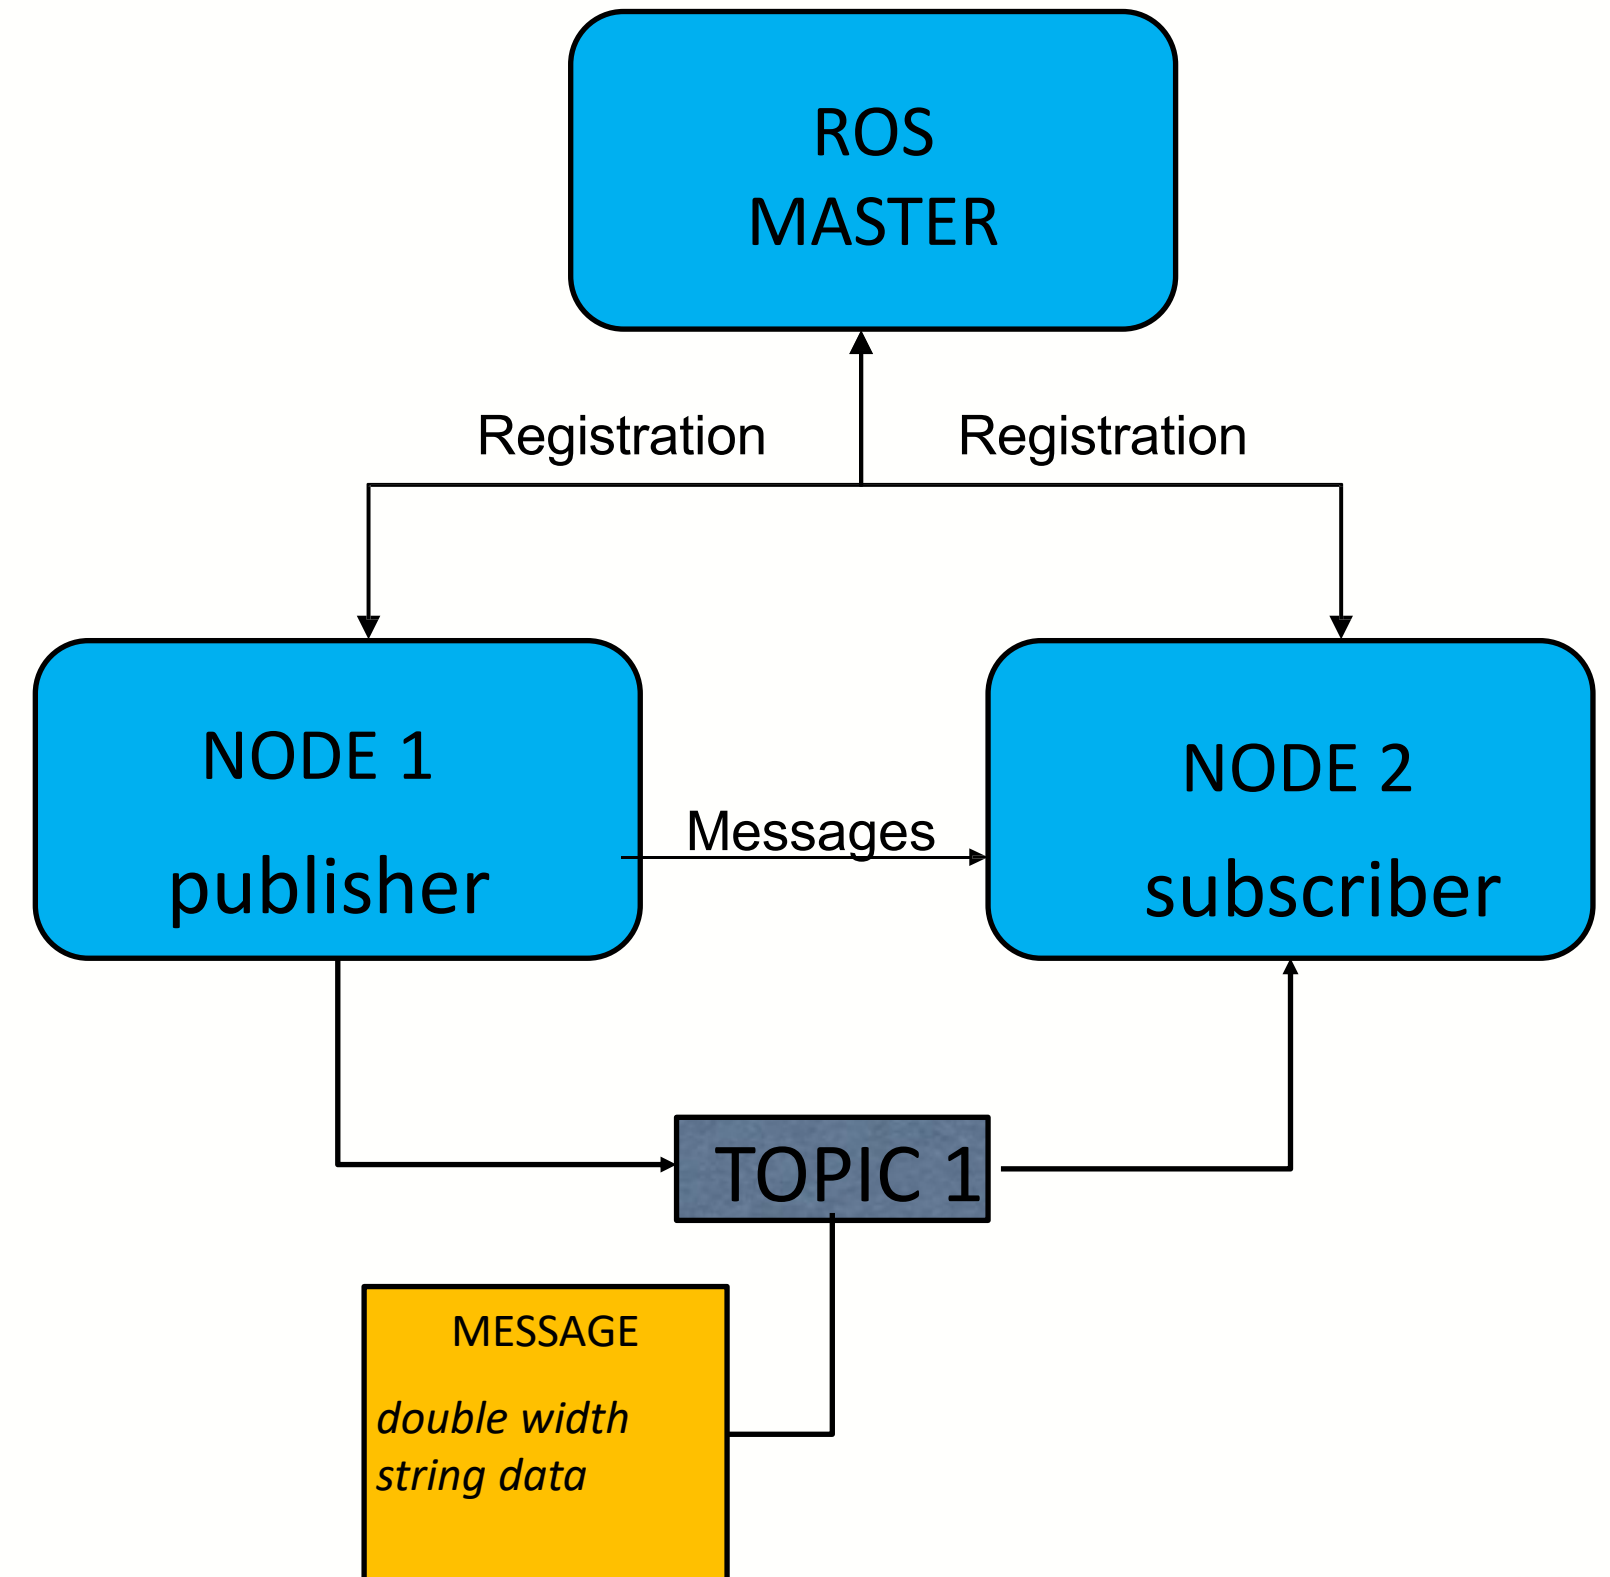 ROS
MASTER
Registration
Registration
NODE 1
publisher
Messages
NODE 2
subscriber
TOPIC 1
MESSAGE
double width
string data